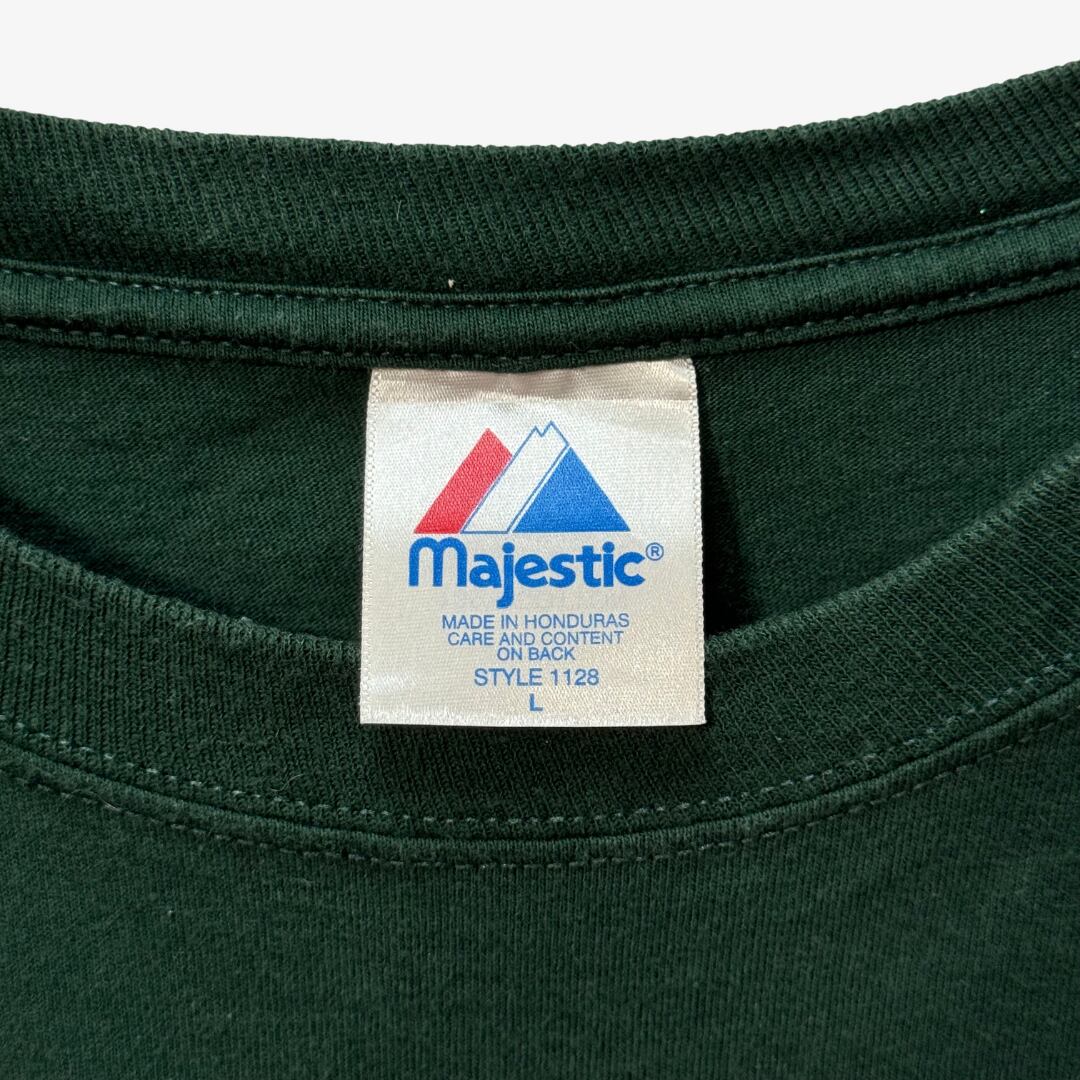 Majestic®
MADE IN HONDURAS
CARE AND CONTENT
ON BACK
STYLE 1128
L